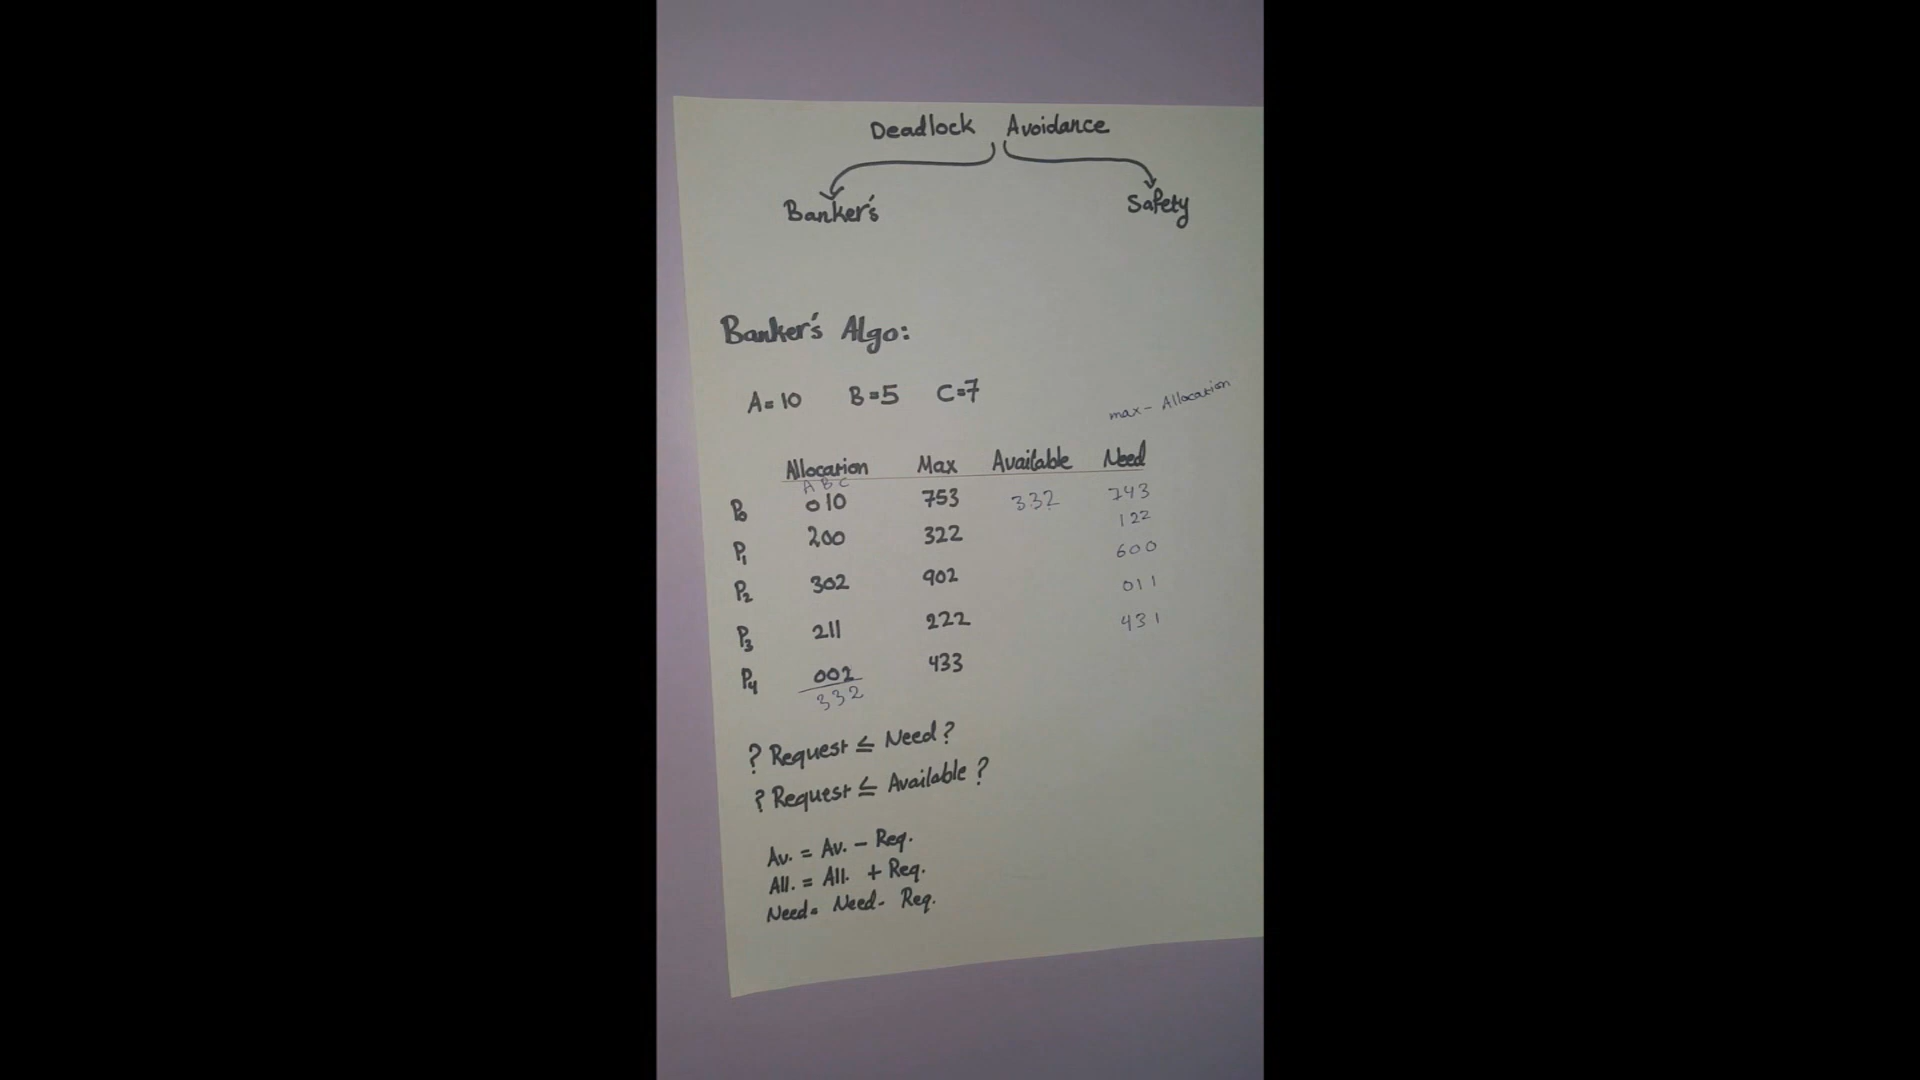 Deadlock Avoidance
Banker's Safety
Banker's Algo:
A=10 B=5 C=7
max - Allocation
Allocation Max Available Need
A B C
P0 010 753 332 743
P1 200 322 122
P2 302 902 600
P3 211 222 011
P4 002 433 431
332
? Request ≤ Need ?
? Request ≤ Available ?
Av. = Av. - Req.
All. = All. + Req.
Need = Need - Req.